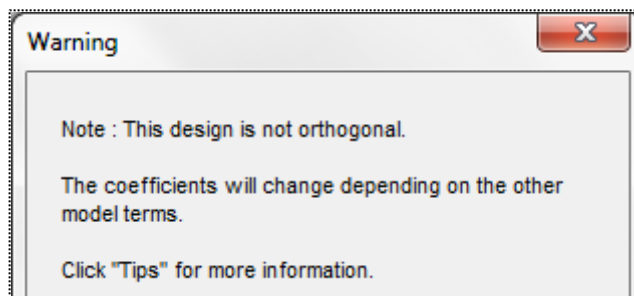 Warning
Note : This design is not orthogonal.
The coefficients will change depending on the other
model terms.
Click "Tips" for more information.